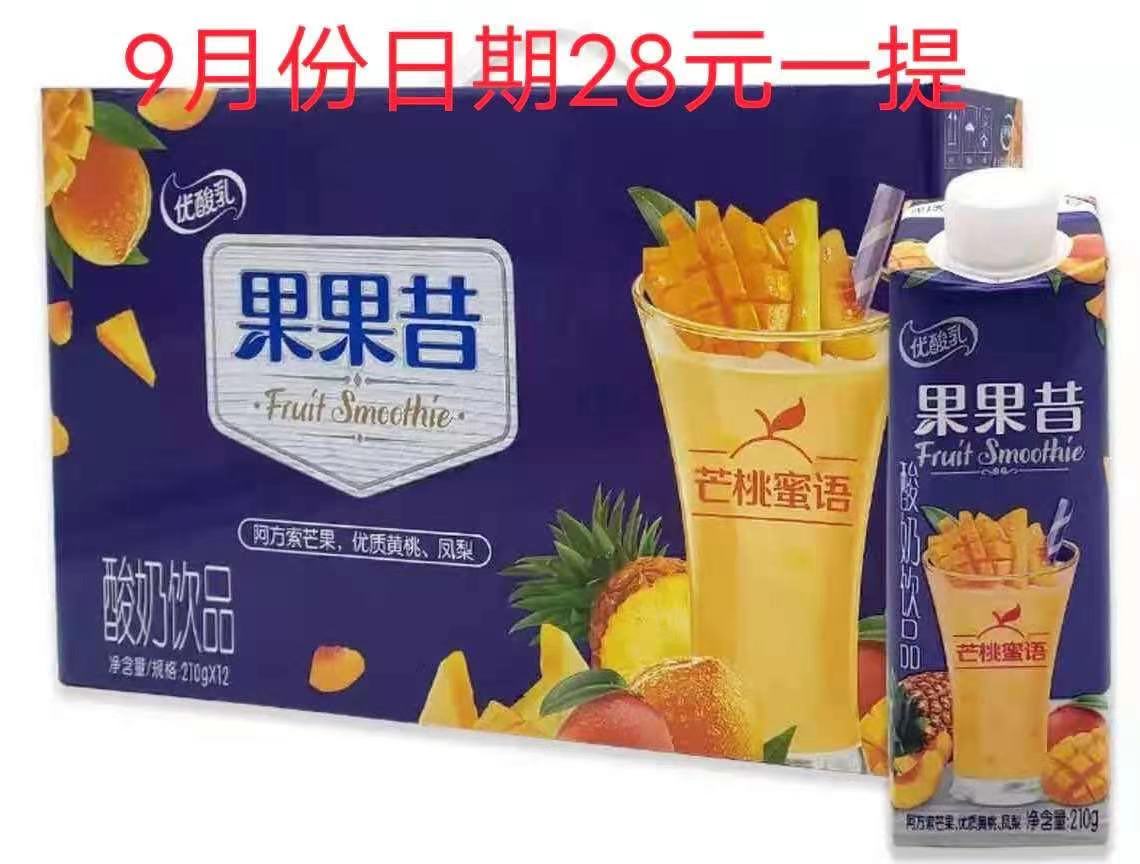 9月份日期28元一提
优酸乳
果果昔
Fruit Smoothie
芒桃蜜语
阿方索芒果，优质黄桃、凤梨
酸奶饮品
净含量/规格:210gX12
优酸乳
果果昔
Fruit Smoothie
酸奶饮品
芒桃蜜语
阿方索芒果,优质黄桃、凤梨 净含量:210g